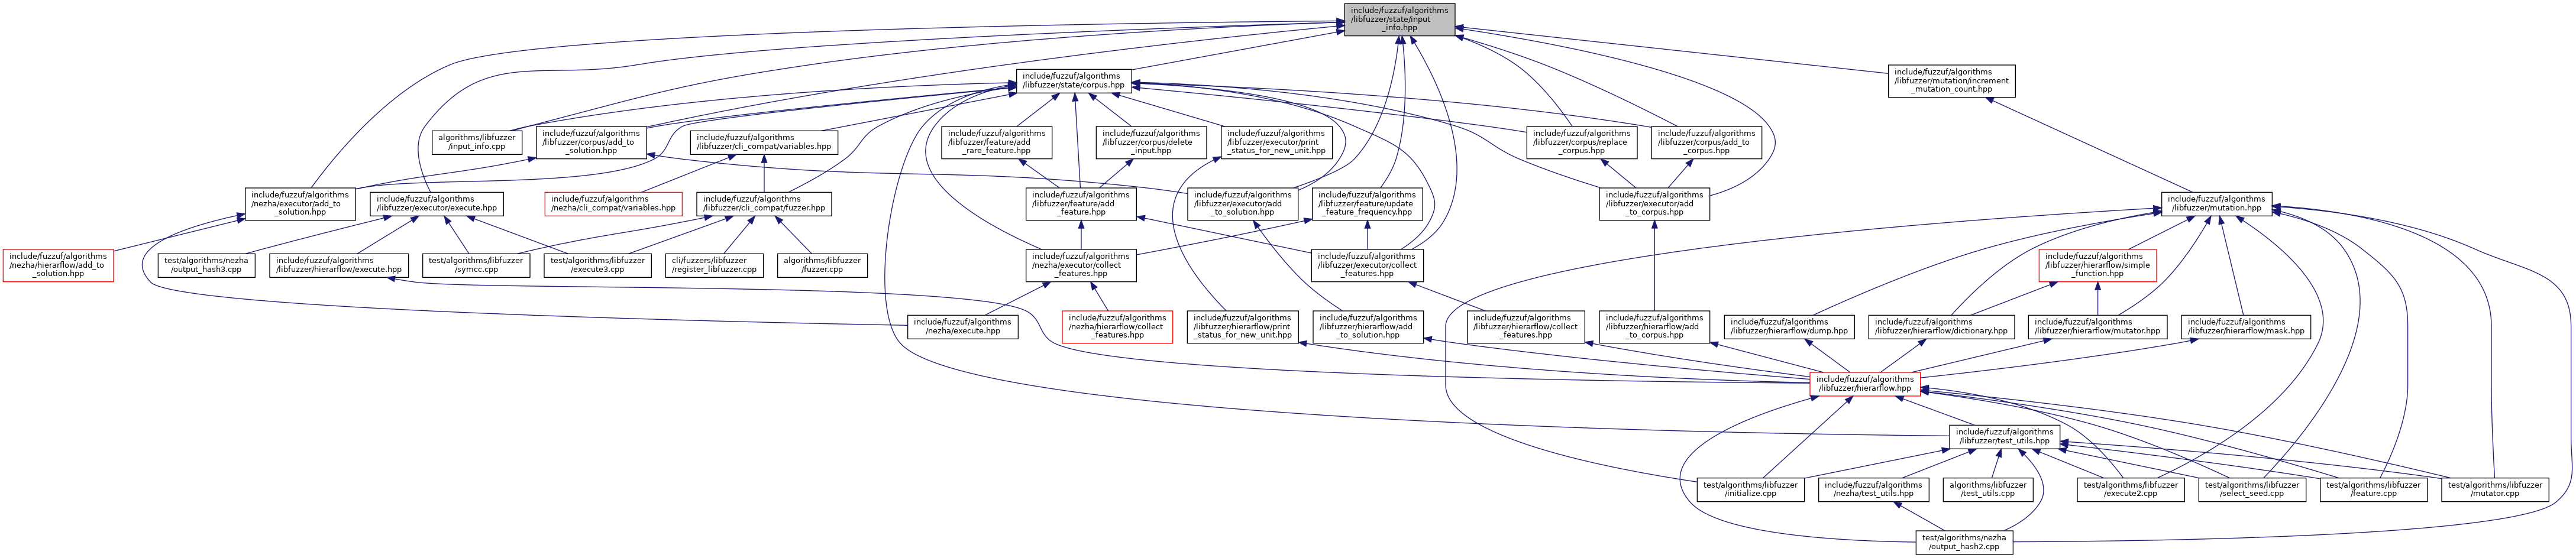 include/fuzzuf/algorithms
/libfuzzer/state/input
_info.hpp
include/fuzzuf/algorithms
/libfuzzer/state/corpus.hpp
include/fuzzuf/algorithms
/libfuzzer/mutation/increment
_mutation_count.hpp
algorithms/libfuzzer
/input_info.cpp
include/fuzzuf/algorithms
/libfuzzer/corpus/add_to
_solution.hpp
include/fuzzuf/algorithms
/libfuzzer/cli_compat/variables.hpp
include/fuzzuf/algorithms
/libfuzzer/feature/add
_rare_feature.hpp
include/fuzzuf/algorithms
/libfuzzer/corpus/delete
_input.hpp
include/fuzzuf/algorithms
/libfuzzer/executor/print
_status_for_new_unit.hpp
include/fuzzuf/algorithms
/libfuzzer/corpus/replace
_corpus.hpp
include/fuzzuf/algorithms
/libfuzzer/corpus/add_to
_corpus.hpp
include/fuzzuf/algorithms
/nezha/executor/add_to
_solution.hpp
include/fuzzuf/algorithms
/libfuzzer/executor/execute.hpp
include/fuzzuf/algorithms
/nezha/cli_compat/variables.hpp
include/fuzzuf/algorithms
/libfuzzer/cli_compat/fuzzer.hpp
include/fuzzuf/algorithms
/libfuzzer/feature/add
_feature.hpp
include/fuzzuf/algorithms
/libfuzzer/executor/add
_to_solution.hpp
include/fuzzuf/algorithms
/libfuzzer/feature/update
_feature_frequency.hpp
include/fuzzuf/algorithms
/libfuzzer/executor/add
_to_corpus.hpp
include/fuzzuf/algorithms
/libfuzzer/mutation.hpp
include/fuzzuf/algorithms
/nezha/hierarflow/add_to
_solution.hpp
test/algorithms/nezha
/output_hash3.cpp
include/fuzzuf/algorithms
/libfuzzer/hierarflow/execute.hpp
test/algorithms/libfuzzer
/symcc.cpp
test/algorithms/libfuzzer
/execute3.cpp
cli/fuzzers/libfuzzer
/register_libfuzzer.cpp
algorithms/libfuzzer
/fuzzer.cpp
include/fuzzuf/algorithms
/nezha/executor/collect
_features.hpp
include/fuzzuf/algorithms
/libfuzzer/executor/collect
_features.hpp
include/fuzzuf/algorithms
/libfuzzer/hierarflow/simple
_function.hpp
include/fuzzuf/algorithms
/nezha/execute.hpp
include/fuzzuf/algorithms
/nezha/hierarflow/collect
_features.hpp
include/fuzzuf/algorithms
/libfuzzer/hierarflow/print
_status_for_new_unit.hpp
include/fuzzuf/algorithms
/libfuzzer/hierarflow/add
_to_solution.hpp
include/fuzzuf/algorithms
/libfuzzer/hierarflow/collect
_features.hpp
include/fuzzuf/algorithms
/libfuzzer/hierarflow/add
_to_corpus.hpp
include/fuzzuf/algorithms
/libfuzzer/hierarflow/dump.hpp
include/fuzzuf/algorithms
/libfuzzer/hierarflow/dictionary.hpp
include/fuzzuf/algorithms
/libfuzzer/hierarflow/mutator.hpp
include/fuzzuf/algorithms
/libfuzzer/hierarflow/mask.hpp
include/fuzzuf/algorithms
/libfuzzer/hierarflow.hpp
include/fuzzuf/algorithms
/libfuzzer/test_utils.hpp
test/algorithms/libfuzzer
/initialize.cpp
include/fuzzuf/algorithms
/nezha/test_utils.hpp
algorithms/libfuzzer
/test_utils.cpp
test/algorithms/libfuzzer
/execute2.cpp
test/algorithms/libfuzzer
/select_seed.cpp
test/algorithms/libfuzzer
/feature.cpp
test/algorithms/libfuzzer
/mutator.cpp
test/algorithms/nezha
/output_hash2.cpp